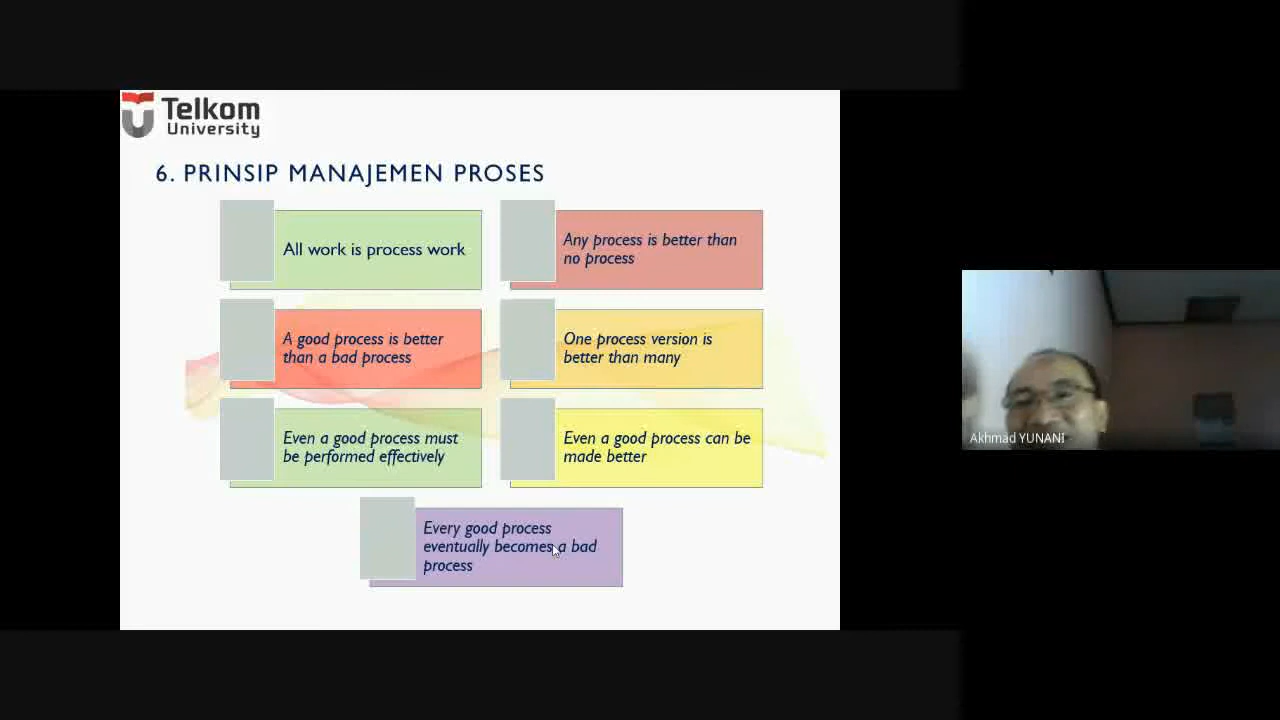 Telkom
University
6. PRINSIP MANAJEMEN PROSES
All work is process work
Any process is better than
no process
A good process is better
than a bad process
One process version is
better than many
Even a good process must
be performed effectively
Even a good process can be
made better
Every good process
eventually becomes a bad
process
Akhmad YUNANI